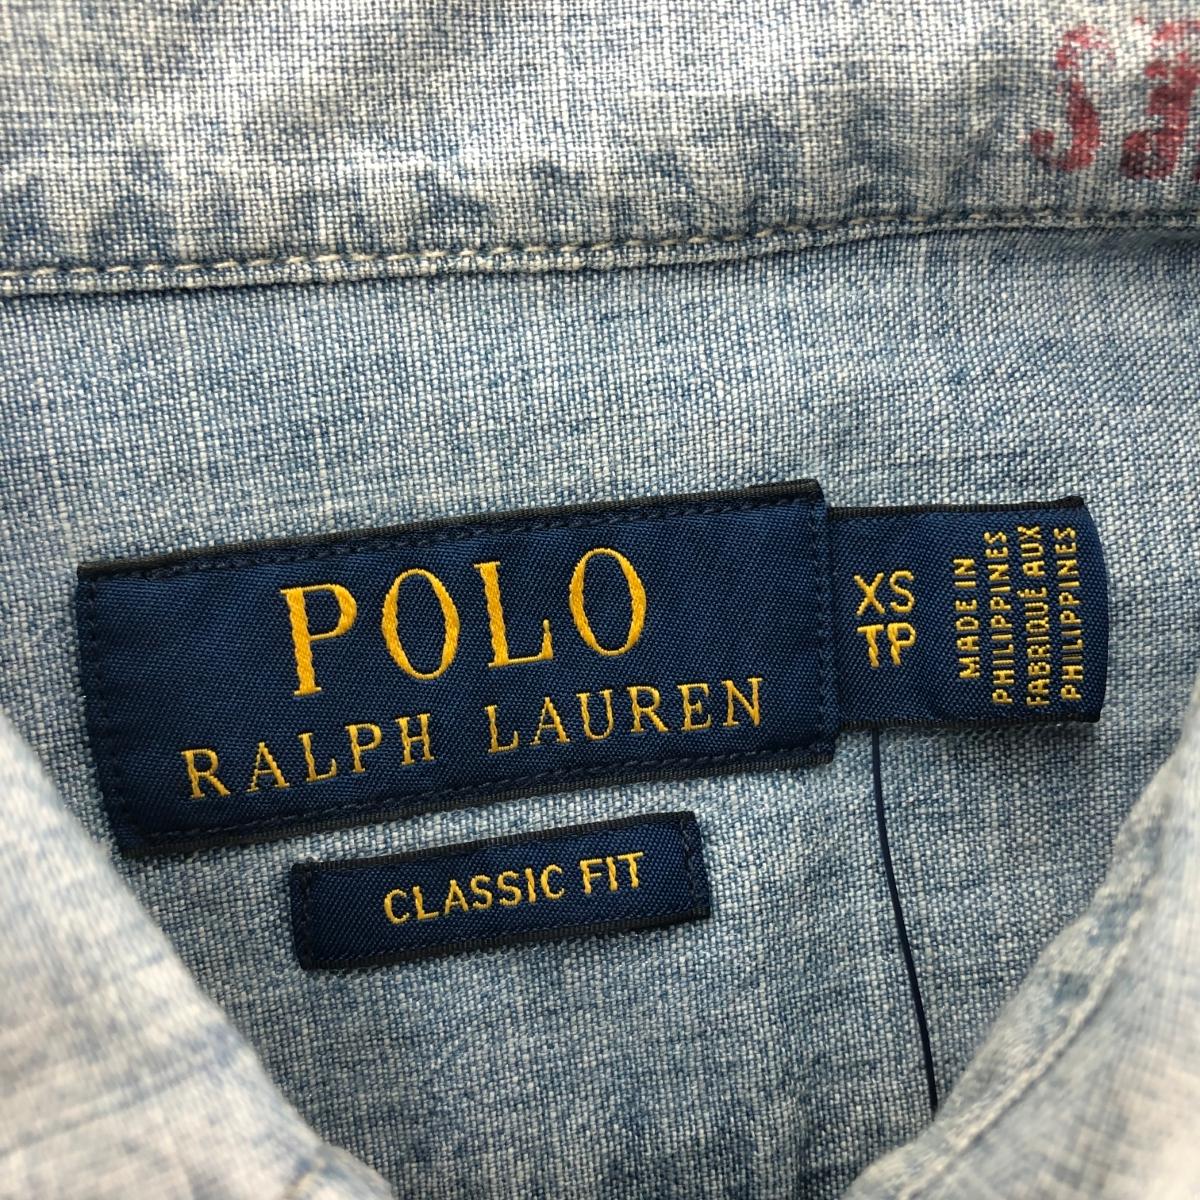 POLO
RALPH LAUREN
XS
TP
MADE IN
PHILIPPINES
FABRIQUÉ AUX
PHILIPPINES
CLASSIC FIT